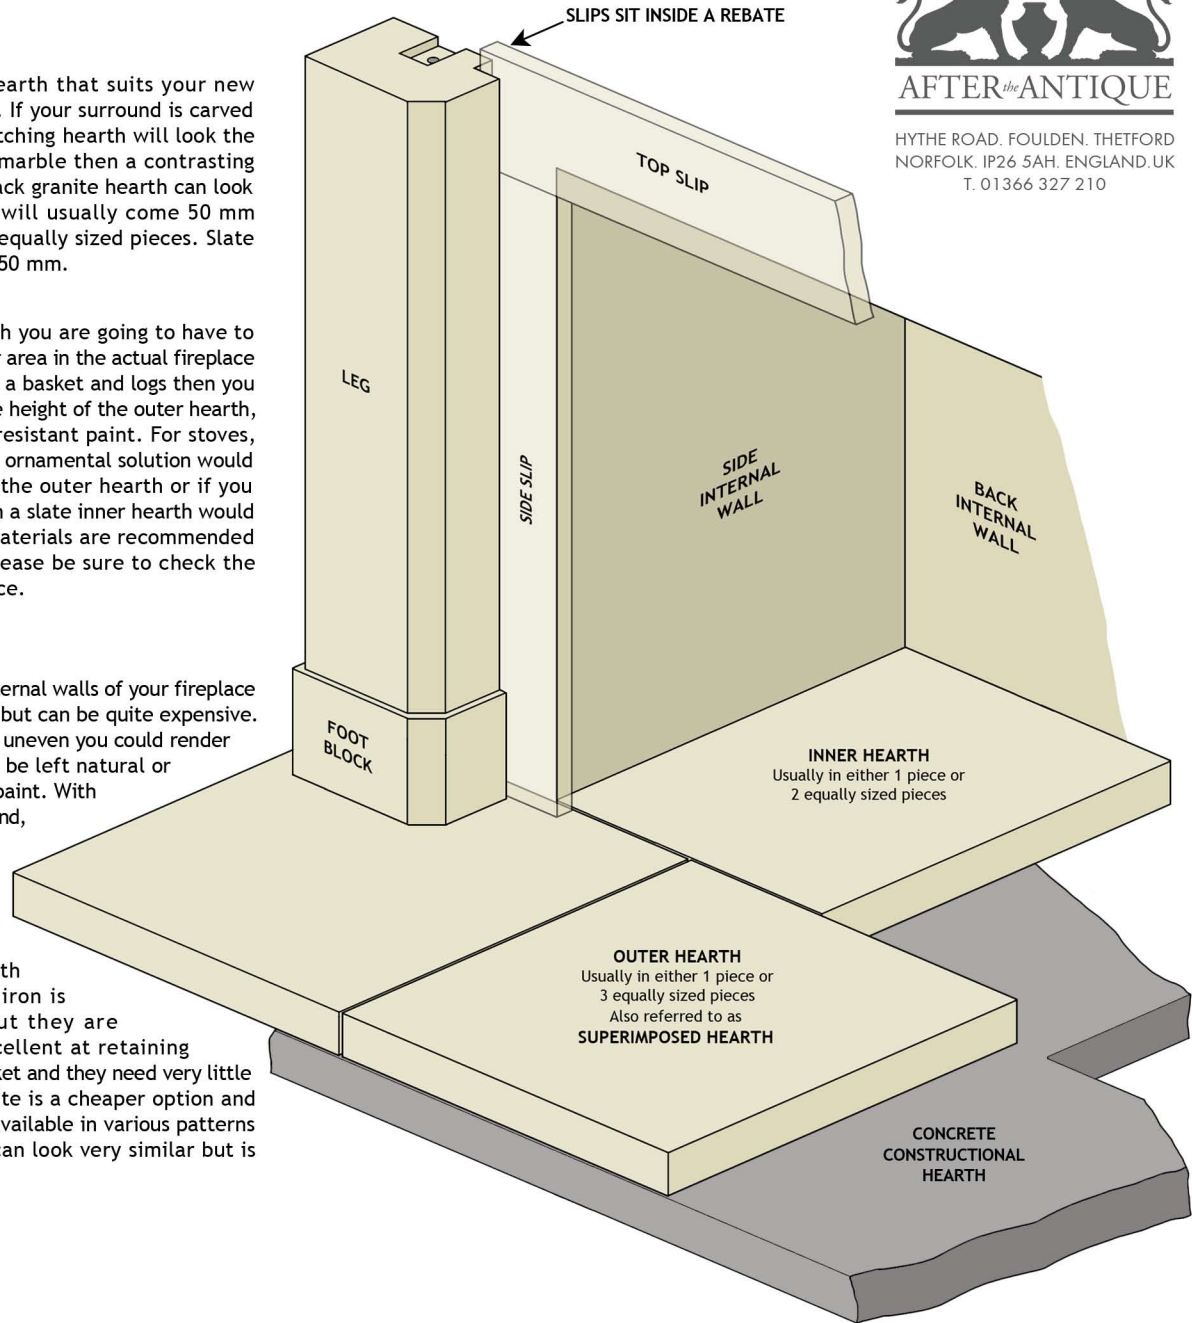 SLIPS SIT INSIDE A REBATE
AFTER the ANTIQUE
HYTHE ROAD. FOULDEN. THETFORD
NORFOLK. IP26 5AH. ENGLAND.UK
T. 01366 327 210
earth that suits your new
. If your surround is carved
tching hearth will look the
marble then a contrasting
ack granite hearth can look
will usually come 50 mm
equally sized pieces. Slate
50 mm.
h you are going to have to
area in the actual fireplace
a basket and logs then you
e height of the outer hearth,
resistant paint. For stoves,
ornamental solution would
the outer hearth or if you
n a slate inner hearth would
aterials are recommended
ease be sure to check the
ce.
ernal walls of your fireplace
but can be quite expensive.
uneven you could render
be left natural or
paint. With
nd,
th
iron is
ut they are
cellent at retaining
ket and they need very little
te is a cheaper option and
vailable in various patterns
can look very similar but is
TOP SLIP
LEG
SIDE SLIP
SIDE
INTERNAL
WALL
BACK
INTERNAL
WALL
FOOT
BLOCK
INNER HEARTH
Usually in either 1 piece or
2 equally sized pieces
OUTER HEARTH
Usually in either 1 piece or
3 equally sized pieces
Also referred to as
SUPERIMPOSED HEARTH
CONCRETE
CONSTRUCTIONAL
HEARTH